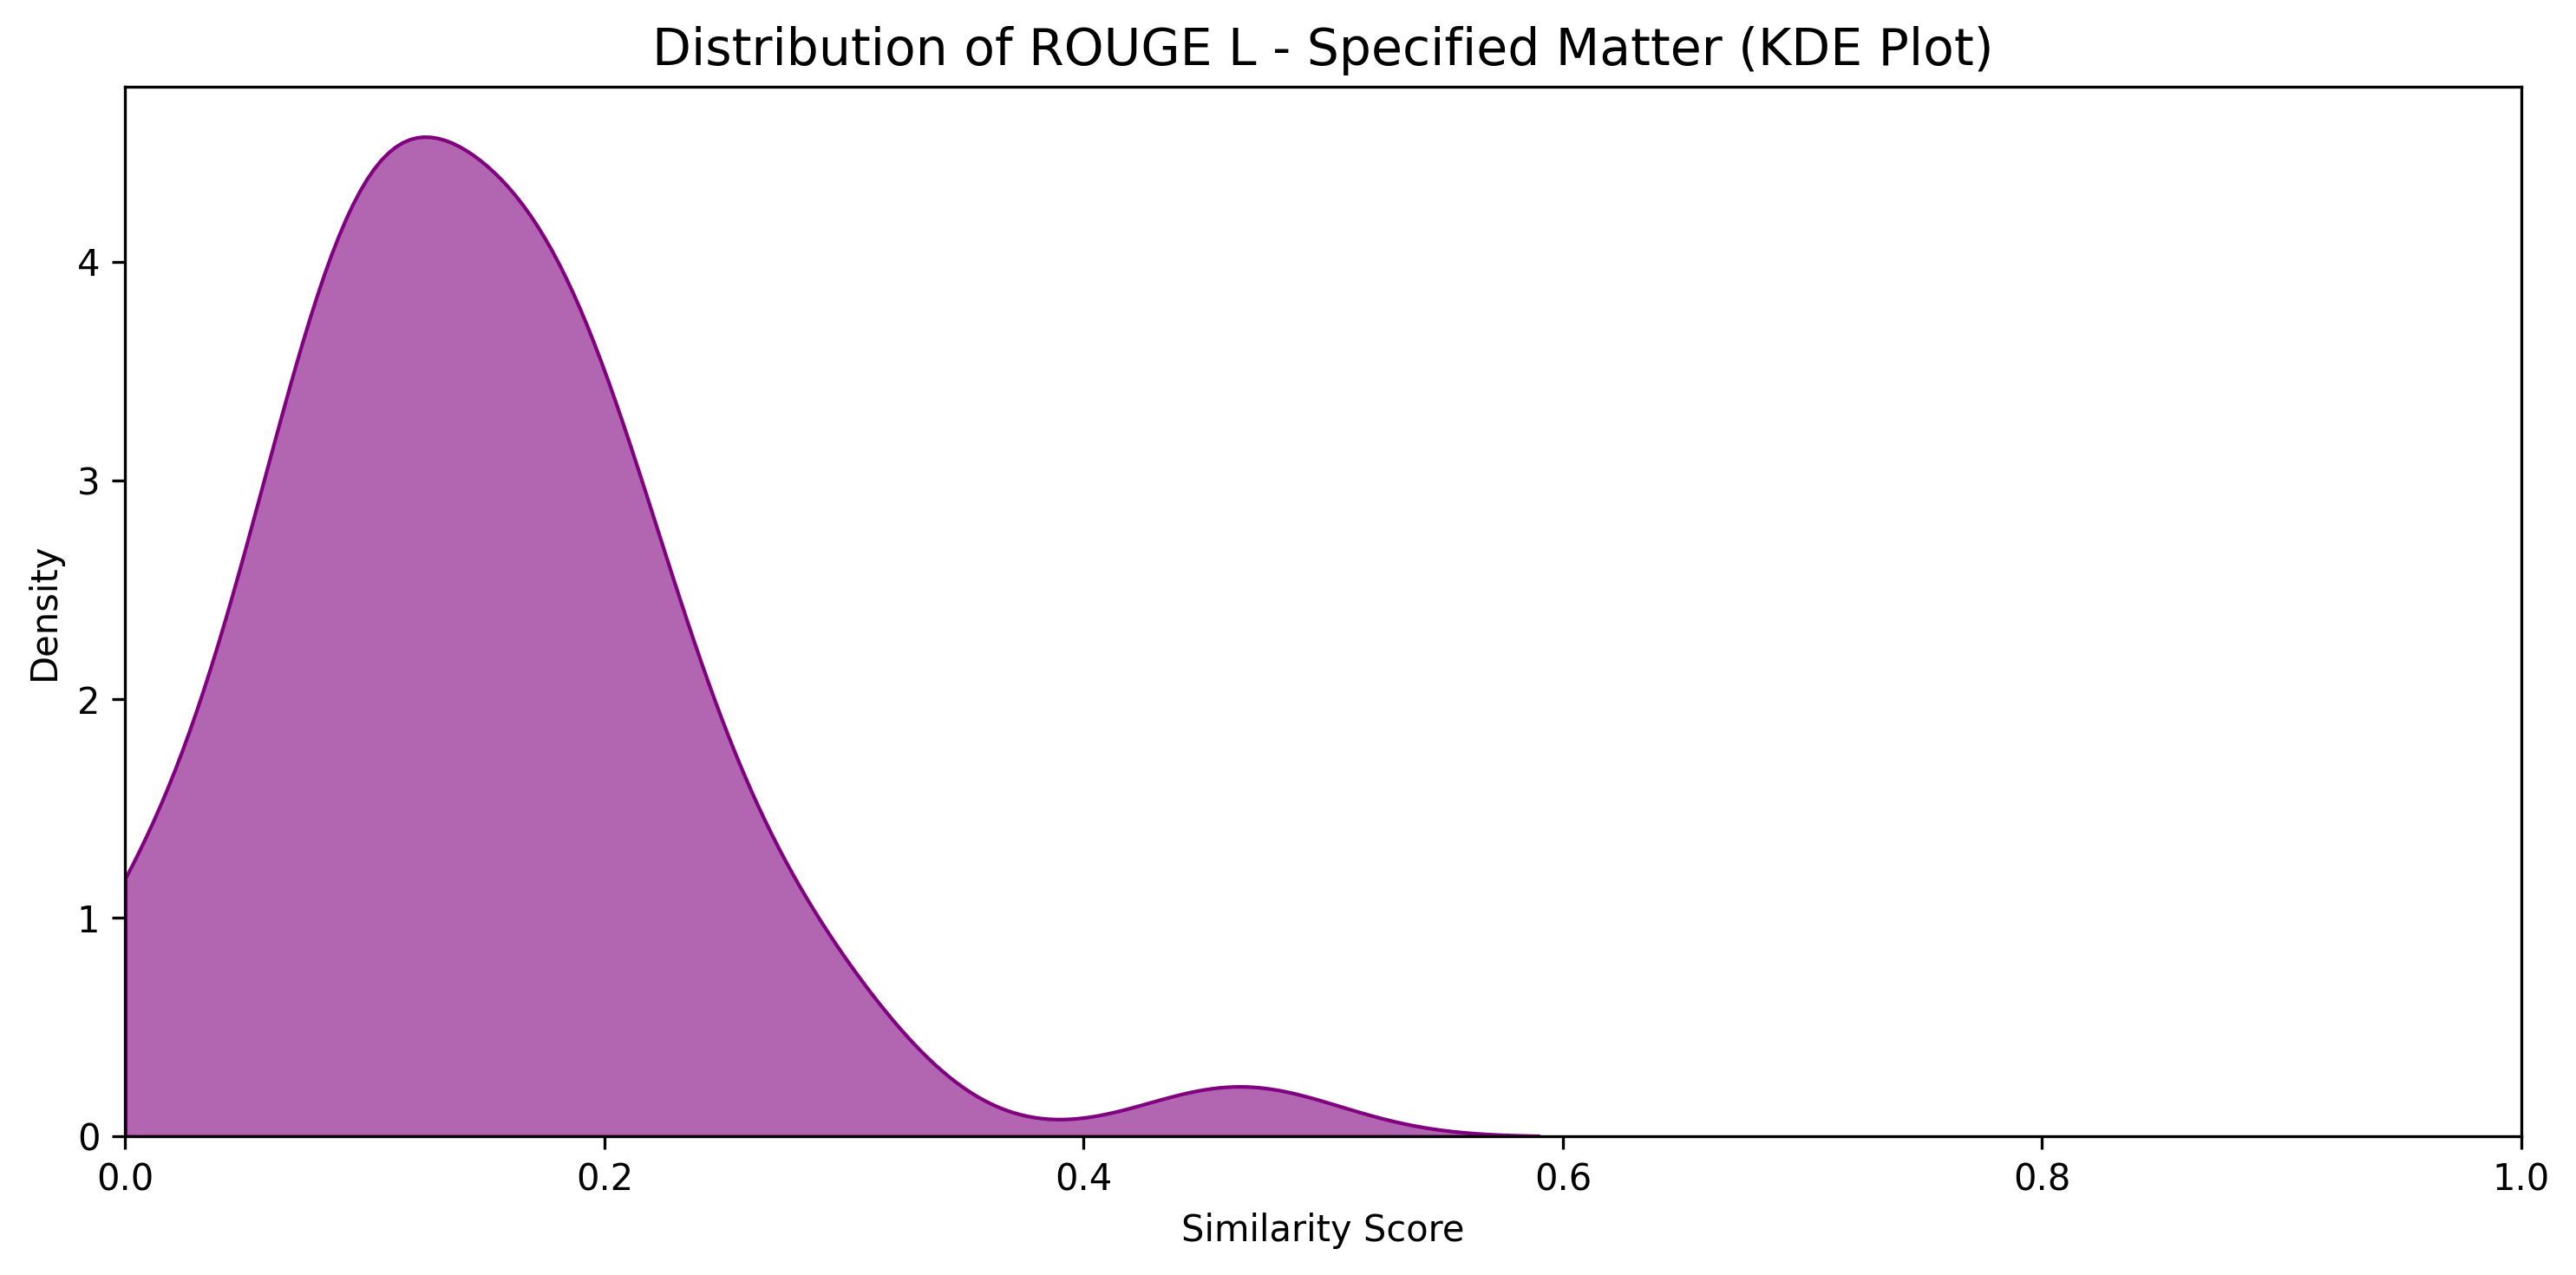 Distribution of ROUGE L - Specified Matter (KDE Plot)
Density
4
3
2
1
0
0.0 0.2 0.4 0.6 0.8 1.0
Similarity Score